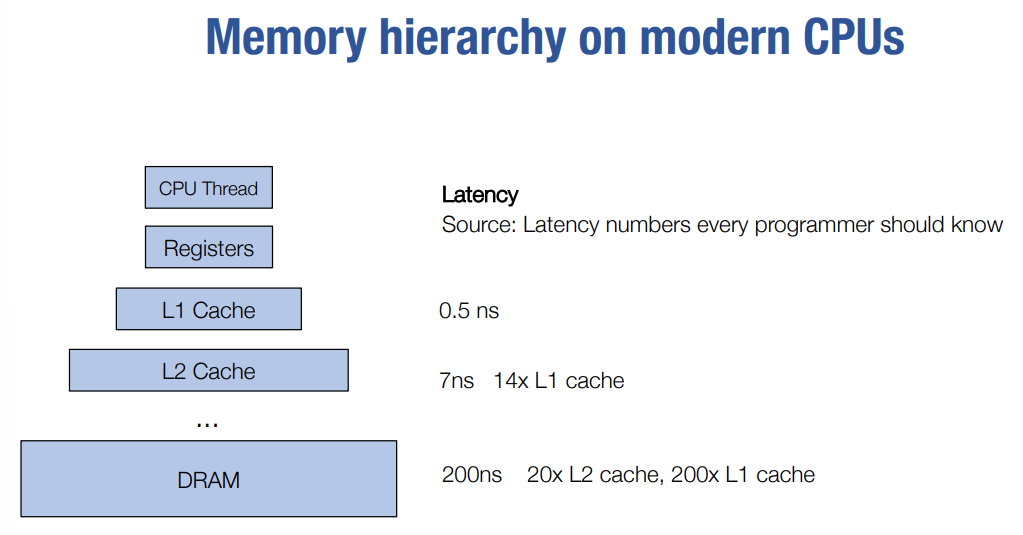 Memory hierarchy on modern CPUs
CPU Thread
Latency
Source: Latency numbers every programmer should know
Registers
L1 Cache
0.5 ns
L2 Cache
7ns 14x L1 cache
...
DRAM
200ns 20x L2 cache, 200x L1 cache